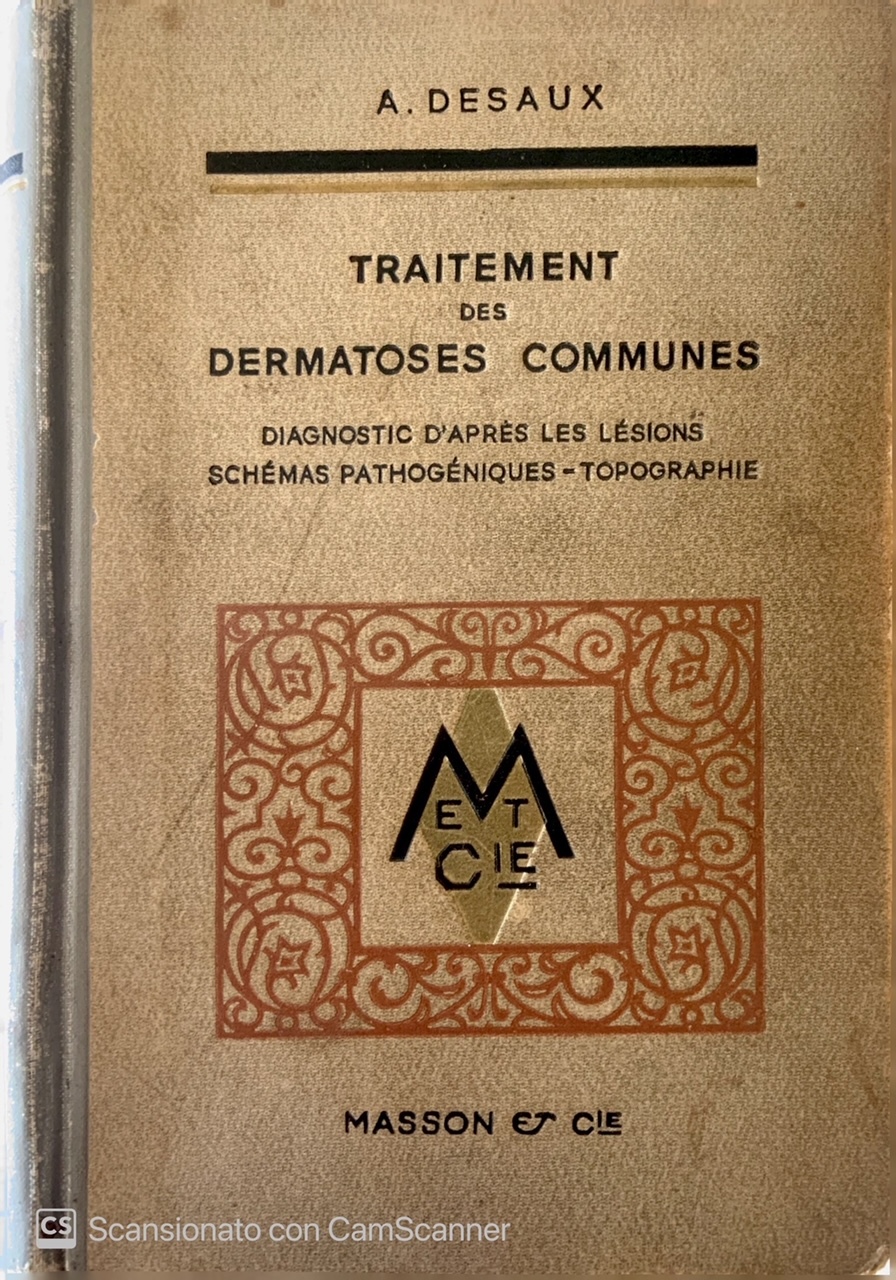 A. DESAUX
TRAITEMENT
DES
DERMATOSES COMMUNES
DIAGNOSTIC D'APRÈS LES LÉSIONS
SCHÉMAS PATHOGÉNIQUES - TOPOGRAPHIE
M
ET
CIE
MASSON & CIE
CS Scansionato con CamScanner